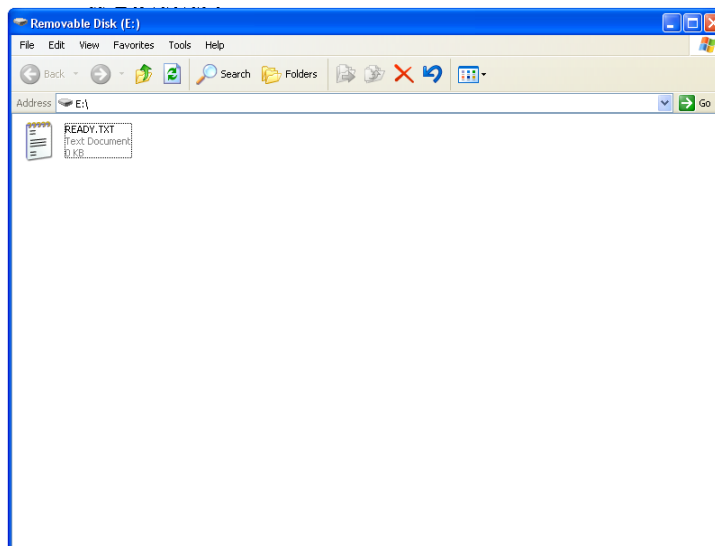 Removable Disk (E:)
File Edit View Favorites Tools Help
Back Search Folders
Address E:\ Go
READY.TXT
Text Document
0 KB